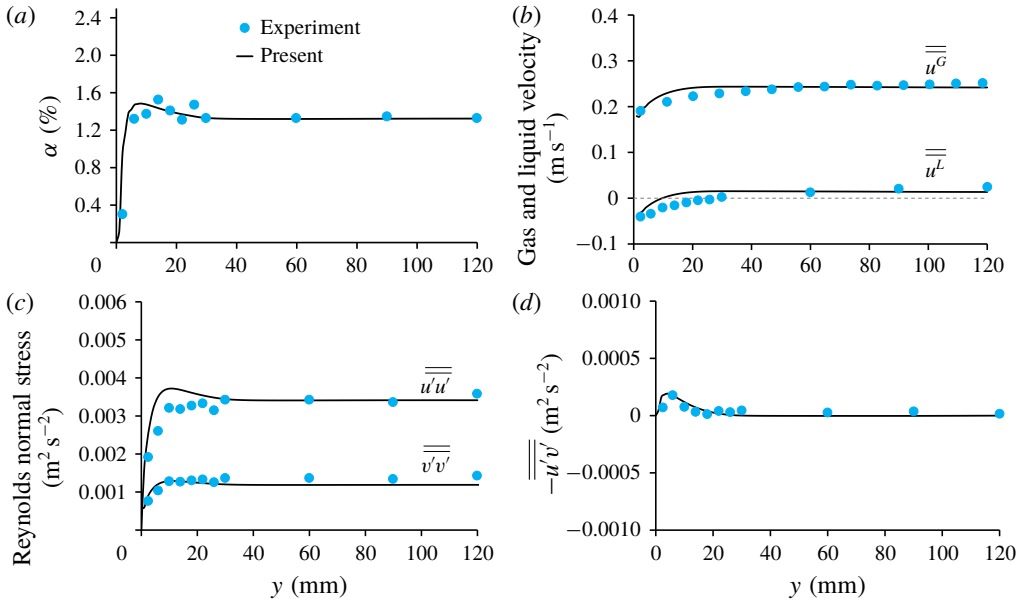 (a)
2.4
2.0
1.6
1.2
0.8
0.4
0
20
40
60
80
100
120
α (%)
Experiment
Present
(b)
0.4
0.3
0.2
0.1
0
−0.1
0
20
40
60
80
100
120
Gas and liquid velocity
(m s⁻¹)
u^G
u^L
(c)
0.006
0.005
0.004
0.003
0.002
0.001
0
20
40
60
80
100
120
Reynolds normal stress
(m² s⁻²)
u′u′
v′v′
y (mm)
(d)
0.0010
0.0005
0
−0.0005
−0.0010
0
20
40
60
80
100
120
−u′v′ (m² s⁻²)
y (mm)